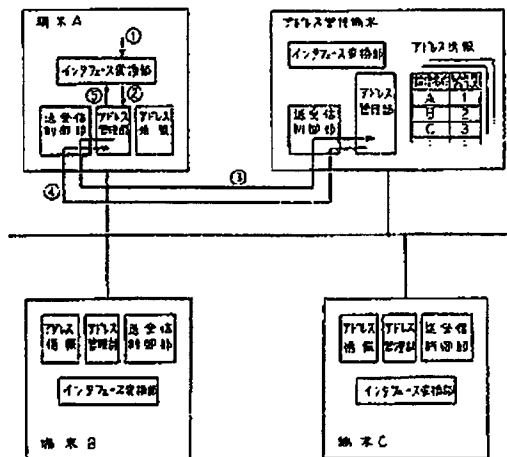 端末A
①
インタフェース変換部
⑤
②
送受信
制御部
アドレス
管理部
アドレス
情報
③
④
アドレス管理端末
インタフェース変換部
アドレス情報
送受信
制御部
アドレス
管理部
A 1
B 2
C 3
アドレス
情報
アドレス
管理部
送受信
制御部
インタフェース変換部
端末B
アドレス
情報
アドレス
管理部
送受信
制御部
インタフェース変換部
端末C